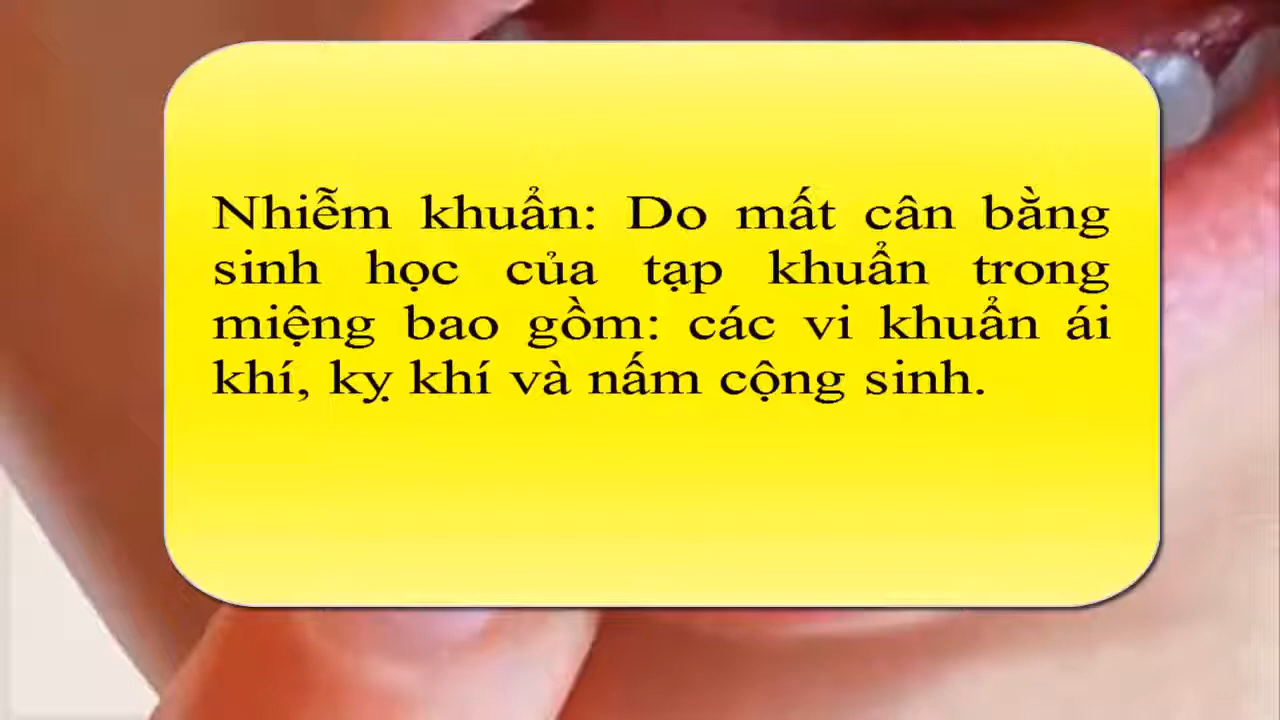 Nhiễm khuẩn: Do mất cân bằng
sinh học của tạp khuẩn trong
miệng bao gồm: các vi khuẩn ái
khí, kỵ khí và nấm cộng sinh.